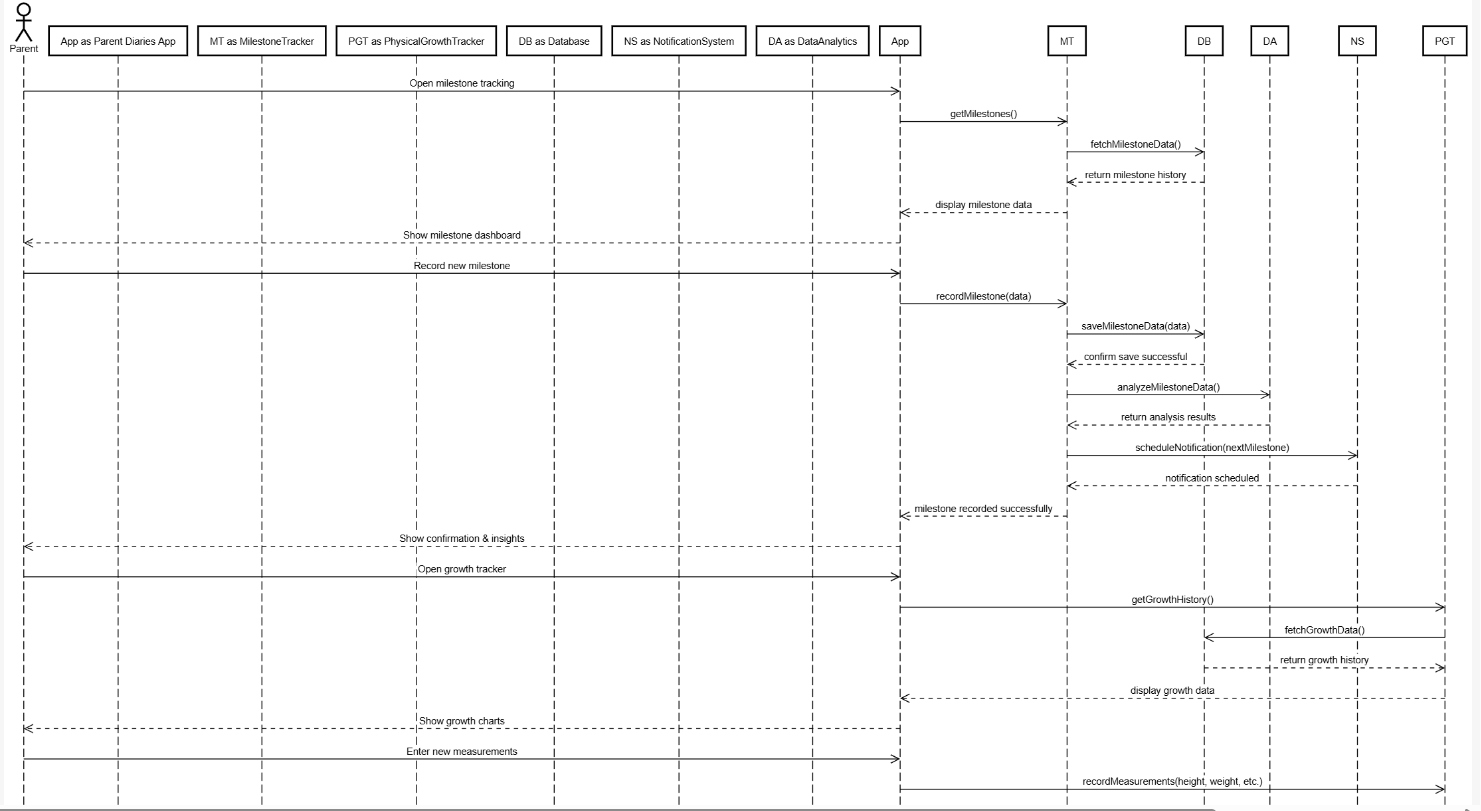 Parent
App as Parent Diaries App
MT as MilestoneTracker
PGT as PhysicalGrowthTracker
DB as Database
NS as NotificationSystem
DA as DataAnalytics
App
MT
DB
DA
NS
PGT
Open milestone tracking
getMilestones()
fetchMilestoneData()
return milestone history
display milestone data
Show milestone dashboard
Record new milestone
recordMilestone(data)
saveMilestoneData(data)
confirm save successful
analyzeMilestoneData()
return analysis results
scheduleNotification(nextMilestone)
notification scheduled
milestone recorded successfully
Show confirmation & insights
Open growth tracker
getGrowthHistory()
fetchGrowthData()
return growth history
display growth data
Show growth charts
Enter new measurements
recordMeasurements(height, weight, etc.)